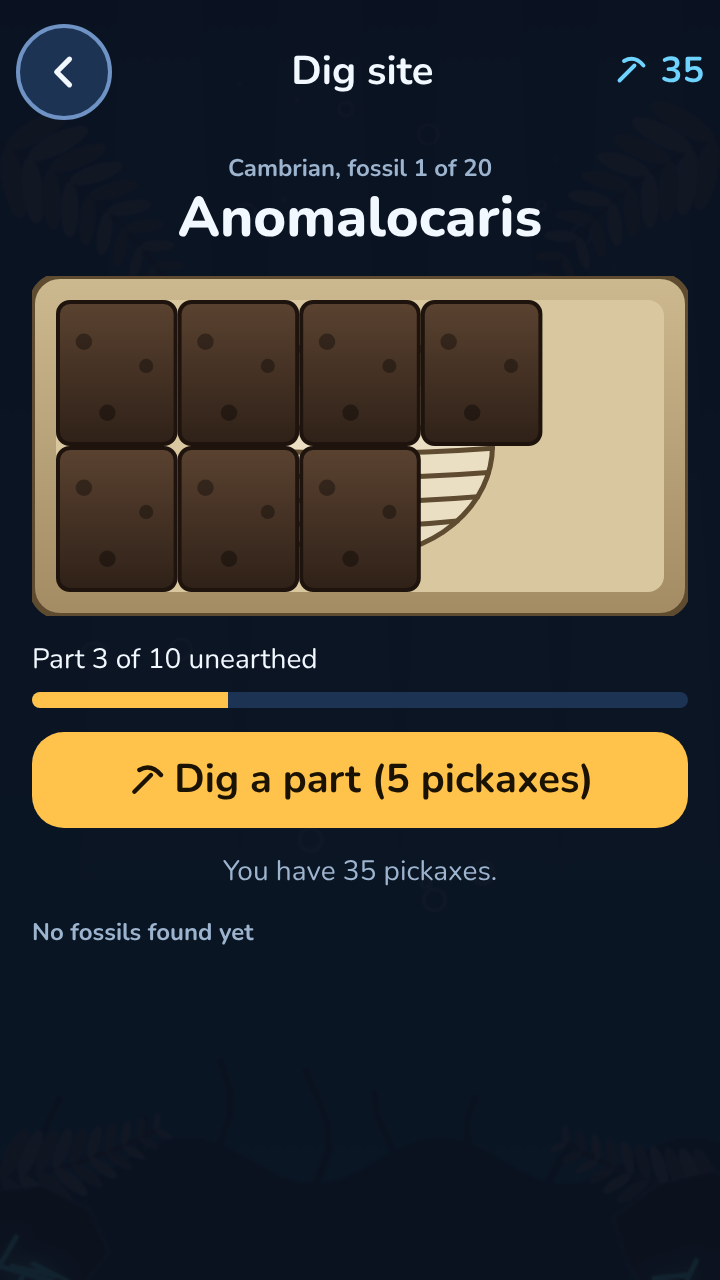 Dig site
35
Cambrian, fossil 1 of 20
Anomalocaris
Part 3 of 10 unearthed
Dig a part (5 pickaxes)
You have 35 pickaxes.
No fossils found yet